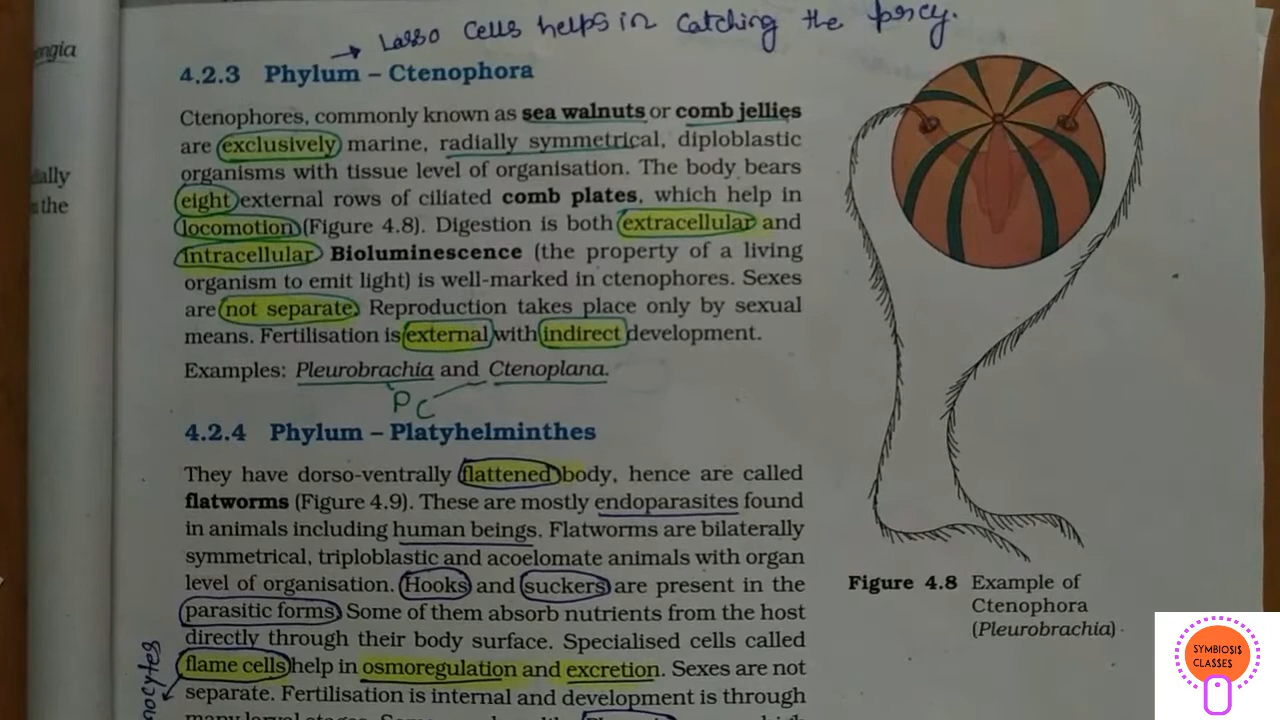 → Lasso cells helps in catching the prey.
4.2.3 Phylum – Ctenophora
Ctenophores, commonly known as sea walnuts or comb jellies
are exclusively marine, radially symmetrical, diploblastic
organisms with tissue level of organisation. The body bears
eight external rows of ciliated comb plates, which help in
locomotion (Figure 4.8). Digestion is both extracellular and
intracellular. Bioluminescence (the property of a living
organism to emit light) is well-marked in ctenophores. Sexes
are not separate. Reproduction takes place only by sexual
means. Fertilisation is external with indirect development.
Examples: Pleurobrachia and Ctenoplana.
P C
4.2.4 Phylum – Platyhelminthes
They have dorso-ventrally flattened body, hence are called
flatworms (Figure 4.9). These are mostly endoparasites found
in animals including human beings. Flatworms are bilaterally
symmetrical, triploblastic and acoelomate animals with organ
level of organisation. Hooks and suckers are present in the
parasitic forms. Some of them absorb nutrients from the host
directly through their body surface. Specialised cells called
flame cells help in osmoregulation and excretion. Sexes are not
separate. Fertilisation is internal and development is through
the
Figure 4.8 Example of
Ctenophora
(Pleurobrachia)
SYMBIOSIS
CLASSES